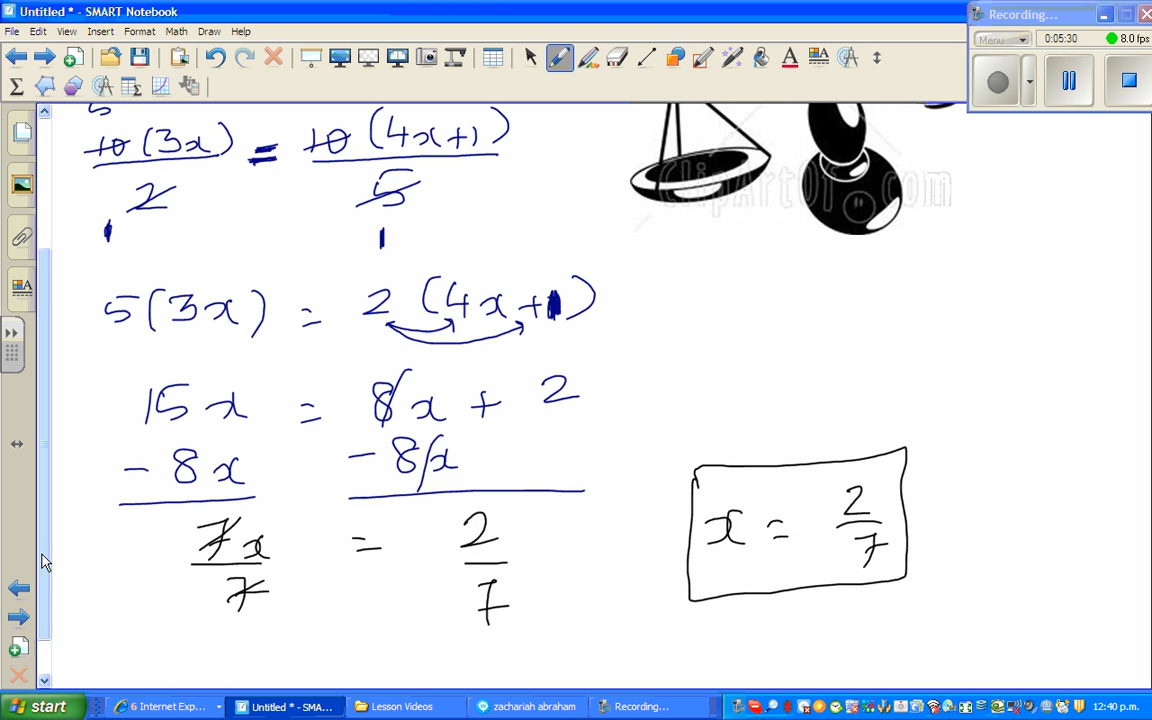 Untitled * - SMART Notebook
Recording...
File Edit View Insert Format Math Draw Help
Menu
0:05:30
8.0 fps
5
10 (3x) = 10 (4x+1)
2 5
1 1
ClipArtOf.com
5(3x) = 2 (4x+1)
15x = 8x + 2
- 8x - 8x
7x = 2
7 7
x = 2
7
start
6 Internet Exp...
Untitled * - SMA...
Lesson Videos
zachariah abraham
Recording...
12:40 p.m.